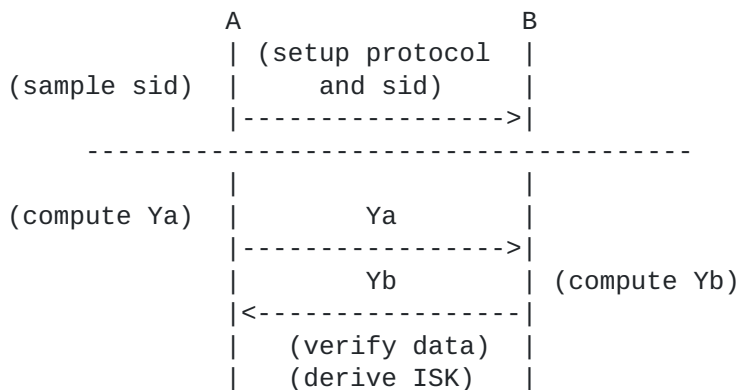 A B
(setup protocol
(sample sid) and sid)
(compute Ya) Ya
Yb (compute Yb)
(verify data)
(derive ISK)